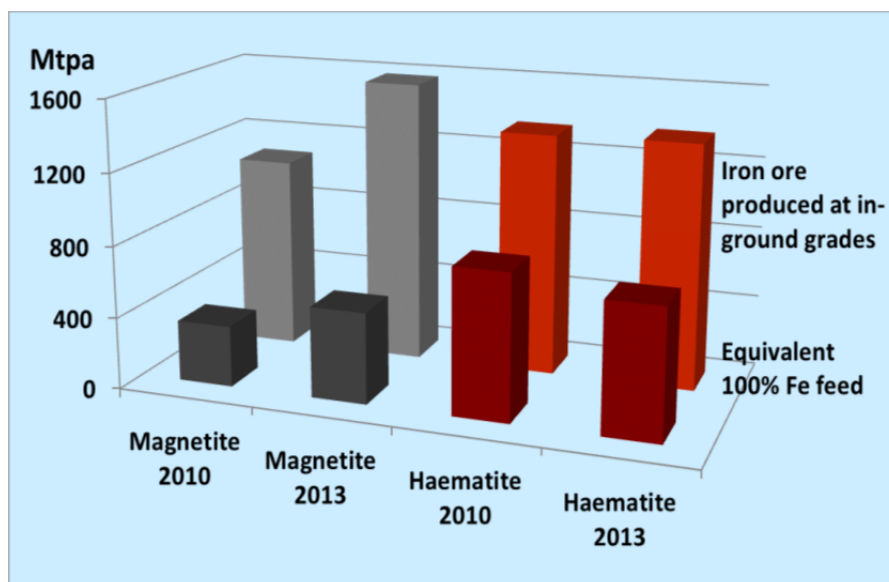 Mtpa
1600
1200
800
400
0
Iron ore
produced at in-
ground grades
Equivalent
100% Fe feed
Magnetite
2010
Magnetite
2013
Haematite
2010
Haematite
2013